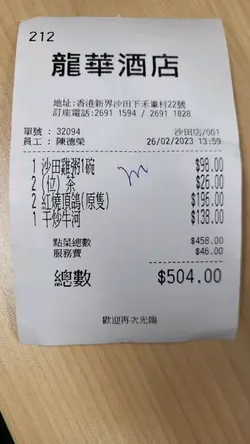 212
龍華酒店
地址:香港新界沙田下禾輋村22號
訂座電話:2691 1594 / 2691 1828
單號 : 32094 沙田店/001
員工 : 陳德榮 26/02/2023 13:59
1 沙田雞粥1碗 $98.00
2 (位) 茶 $26.00
2 紅燒頂鴿(原隻) $196.00
1 干炒牛河 $138.00
點菜總數 $458.00
服務費 $46.00
總數 $504.00
歡迎再次光臨